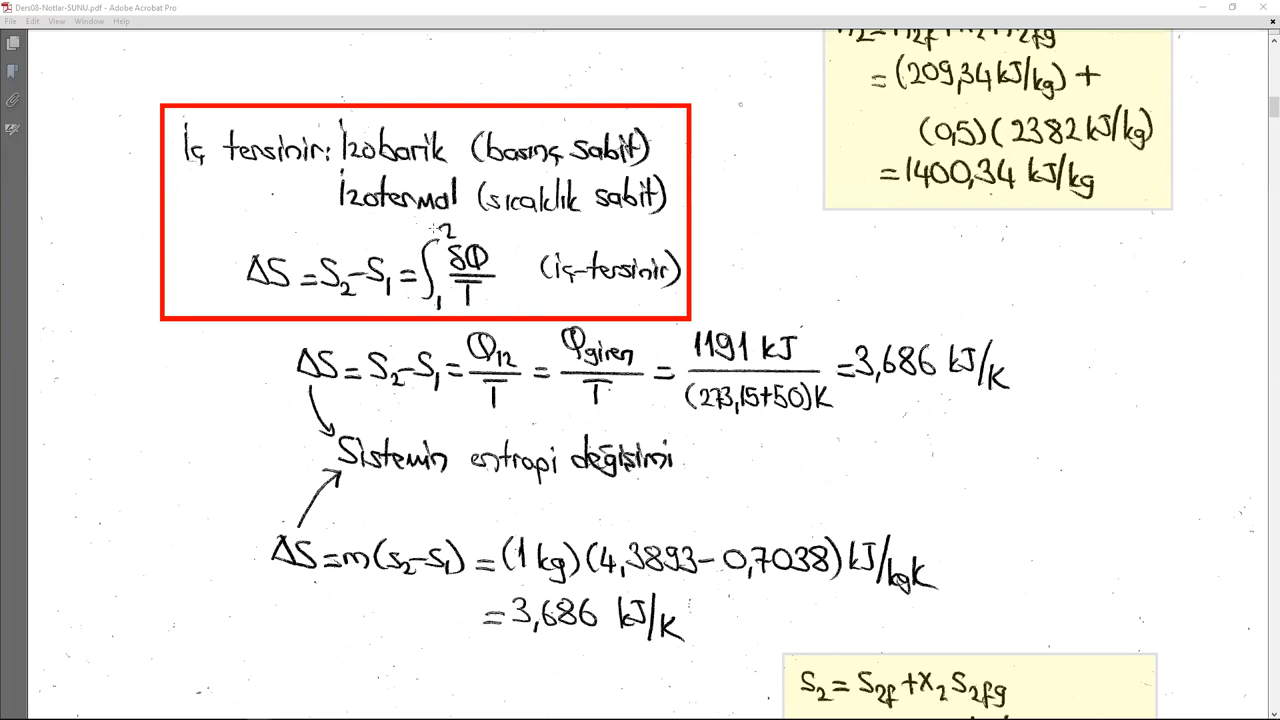 Ders08-Notlar-SUNU.pdf - Adobe Acrobat Pro
File Edit View Window Help
= (209,34 kJ/kg) +
(0,5)(2382 kJ/kg)
= 1400,34 kJ/kg
İç tersinir: İzobarik (basınç sabit)
İzotermal (sıcaklık sabit)
ΔS = S₂-S₁ = ∫₁² δQ/T (iç-tersinir)
ΔS = S₂-S₁ = Q₁₂/T = Qgiren/T = 1191 kJ/(273,15+50)K = 3,686 kJ/K
Sistemin entropi değişimi
ΔS = m(s₂-s₁) = (1 kg)(4,3893-0,7038) kJ/kgK
= 3,686 kJ/K
S₂ = S₂f + x₂ S₂fg